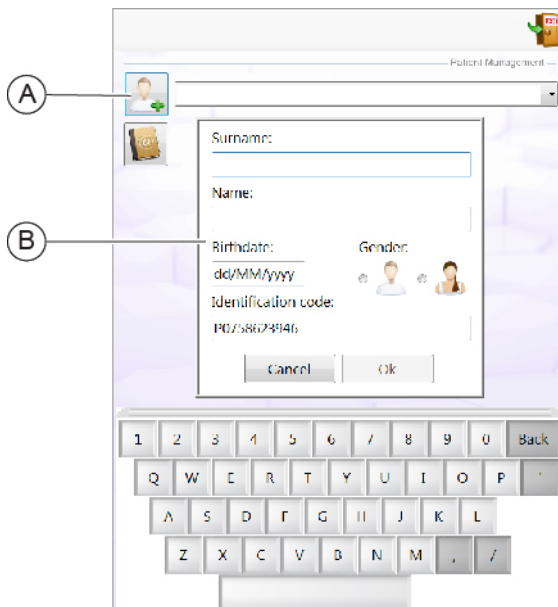 EXIT
Patient Management
A
Surname:
Name:
B
Birthdate: Gender:
dd/MM/yyyy
Identification code:
P0758623946
Cancel Ok
1 2 3 4 5 6 7 8 9 0 Back
Q W E R T Y U I O P '
A S D F G H J K L
Z X C V B N M , /